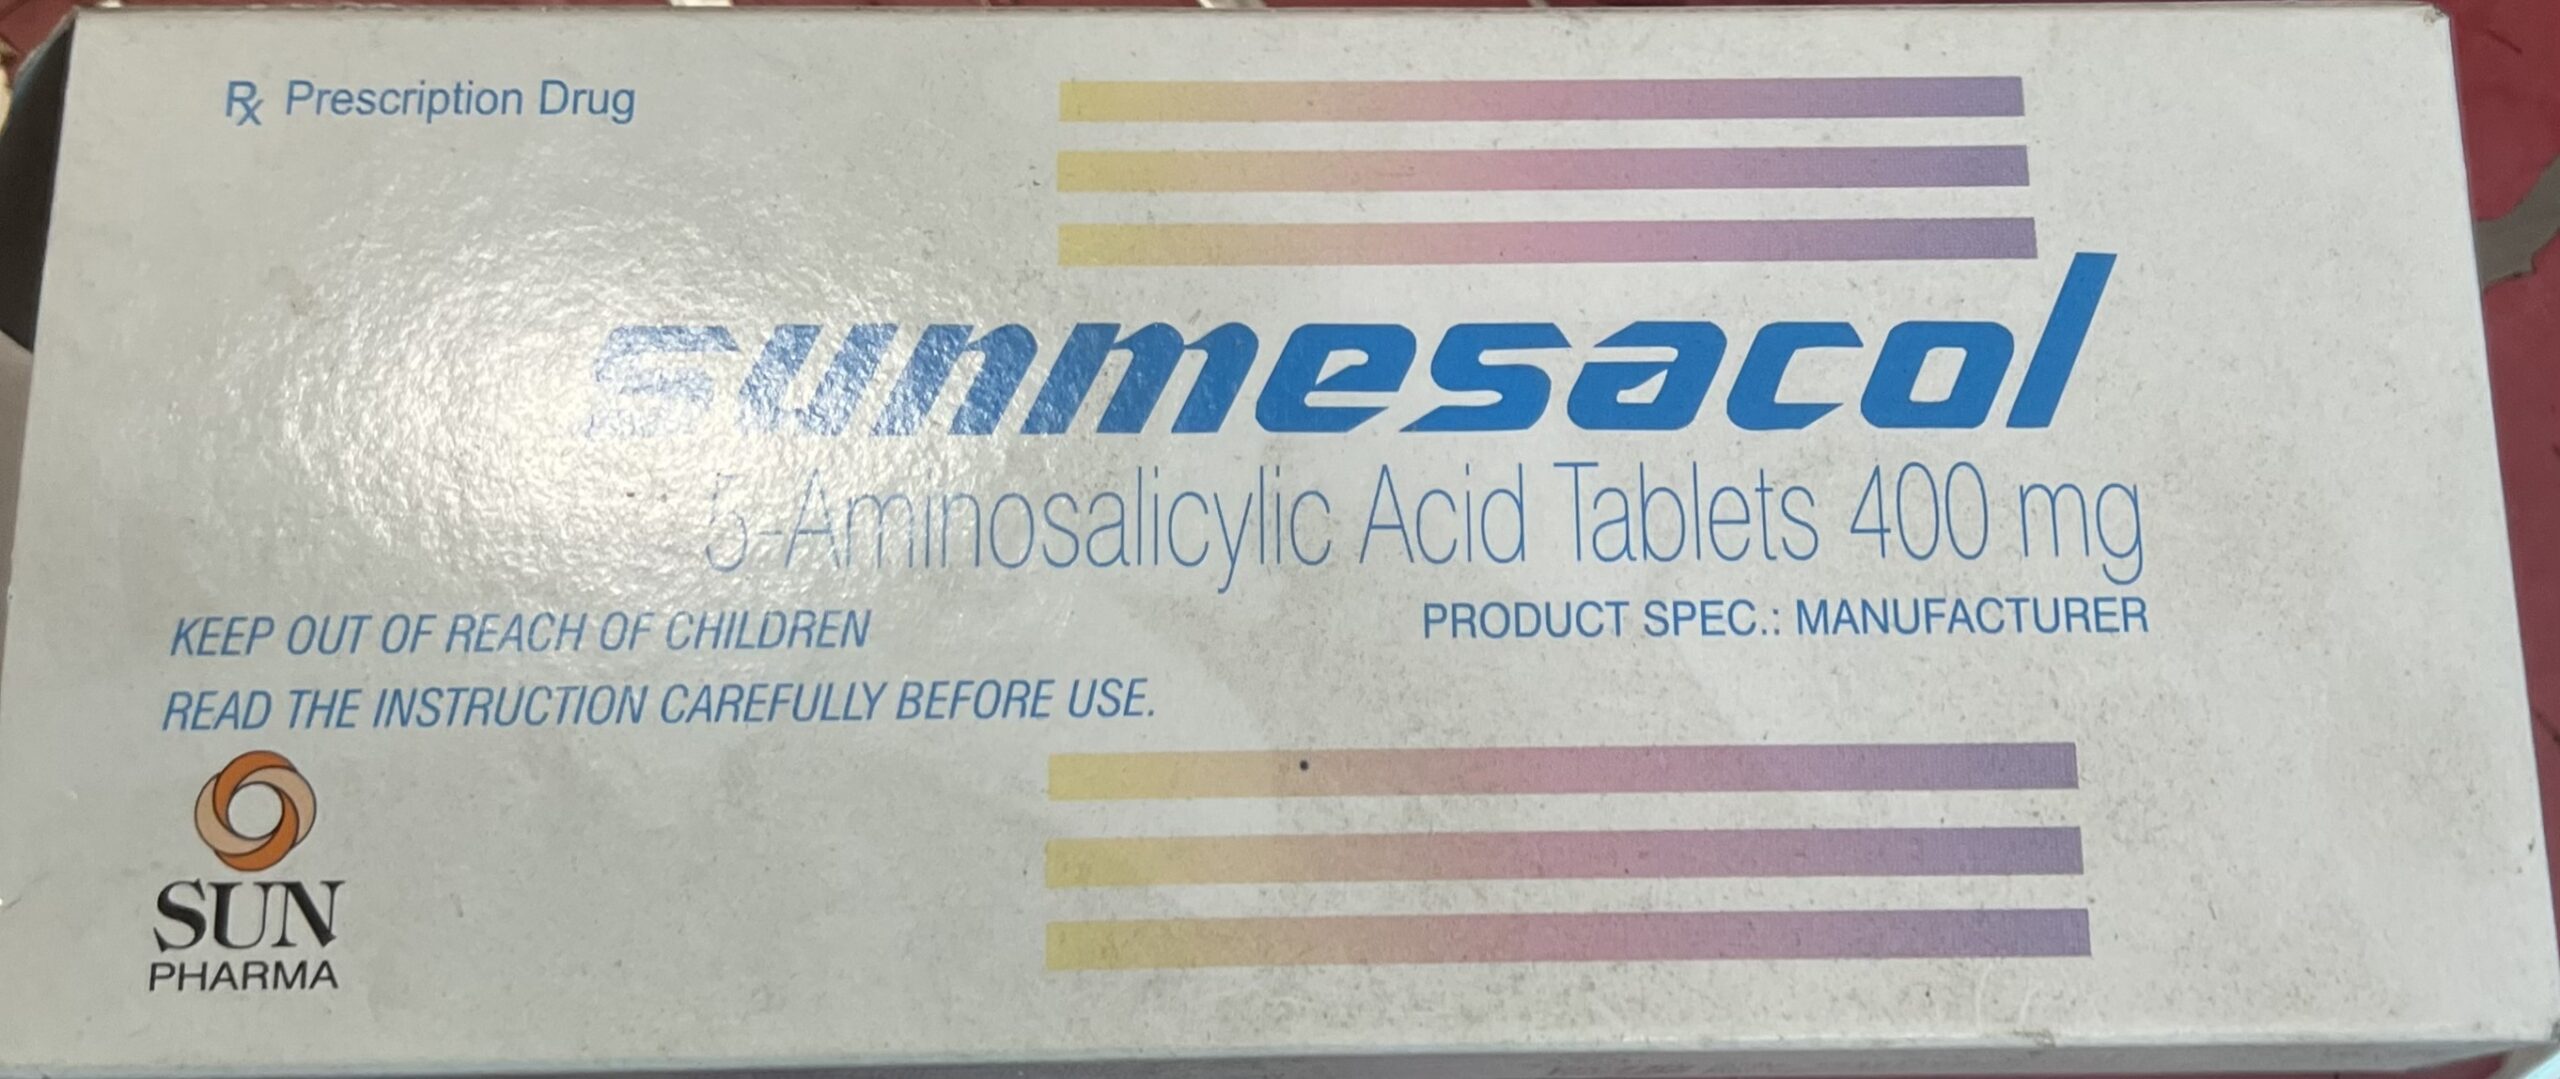 Rx Prescription Drug
sunmesacol
5-Aminosalicylic Acid Tablets 400 mg
PRODUCT SPEC.: MANUFACTURER
KEEP OUT OF REACH OF CHILDREN
READ THE INSTRUCTION CAREFULLY BEFORE USE.
SUN
PHARMA